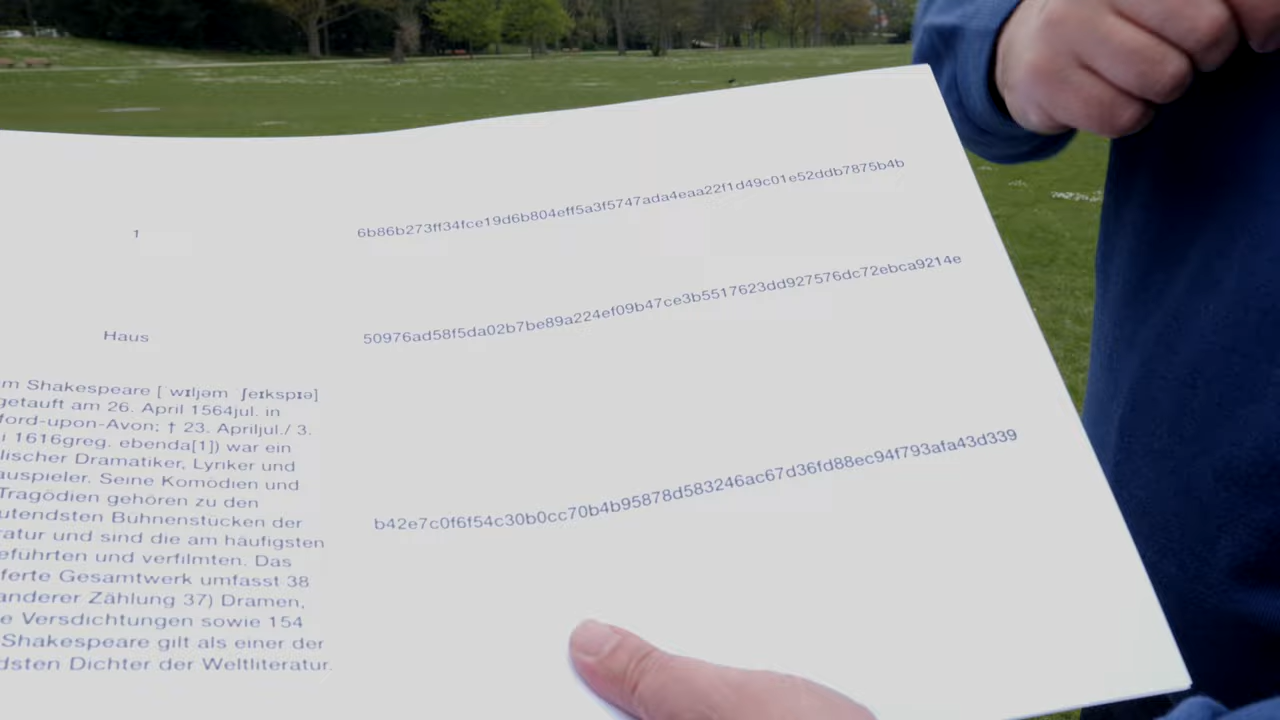 1
6b86b273ff34fce19d6b804eff5a3f5747ada4eaa22f1d49c01e52ddb7875b4b
Haus
50976ad58f5da02b7be89a224ef09b47ce3b5517623dd927576dc72ebca9214e
m Shakespeare [ˈwɪljəm ˈʃeɪkspɪə]
getauft am 26. April 1564jul. in
ford-upon-Avon; † 23. Apriljul./ 3.
i 1616greg. ebenda[1]) war ein
lischer Dramatiker, Lyriker und
auspieler. Seine Komödien und
Tragödien gehören zu den
utendsten Bühnenstücken der
ratur und sind die am häufigsten
eführten und verfilmten. Das
ferte Gesamtwerk umfasst 38
anderer Zählung 37) Dramen,
e Versdichtungen sowie 154
Shakespeare gilt als einer der
dsten Dichter der Weltliteratur.
b42e7c0f6f54c30b0cc70b4b95878d583246ac67d36fd88ec94f793afa43d339